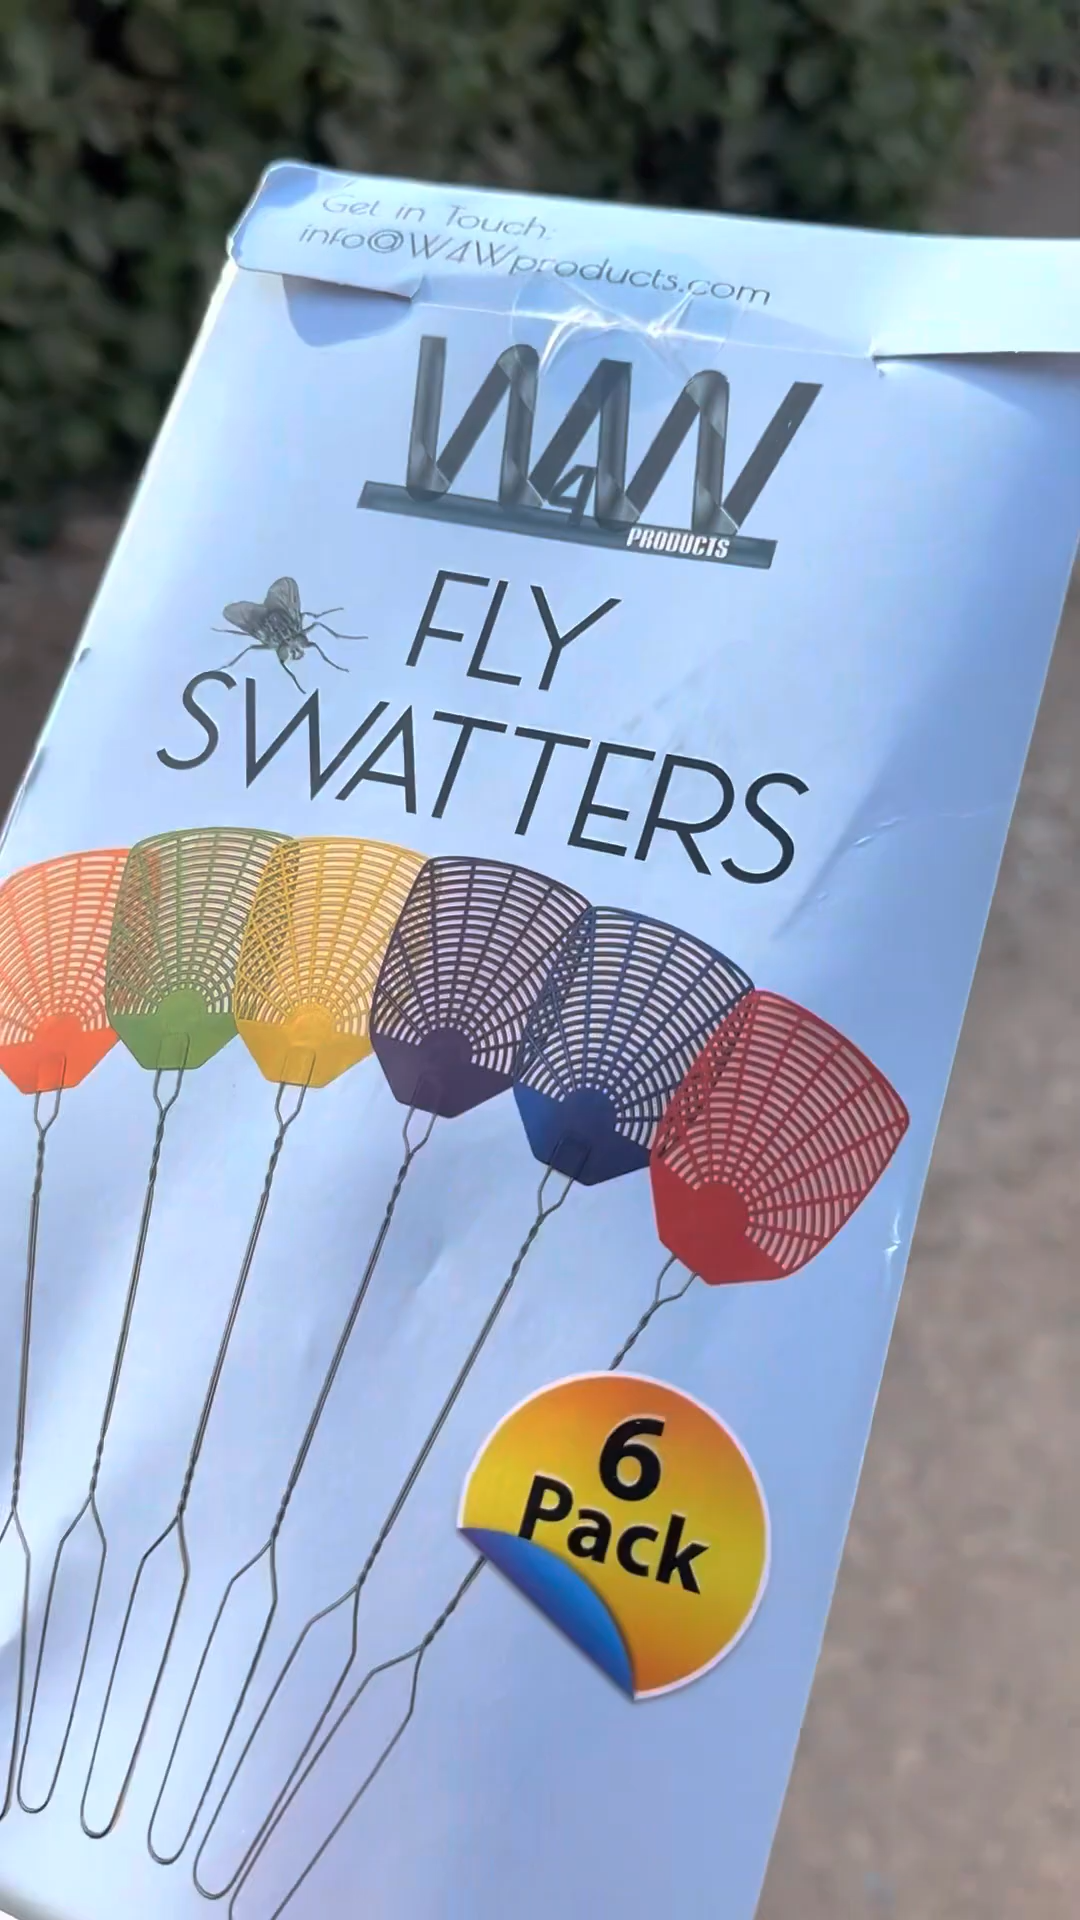 Get in Touch:
info@W4Wproducts.com
W4W
PRODUCTS
FLY
SWATTERS
6
Pack